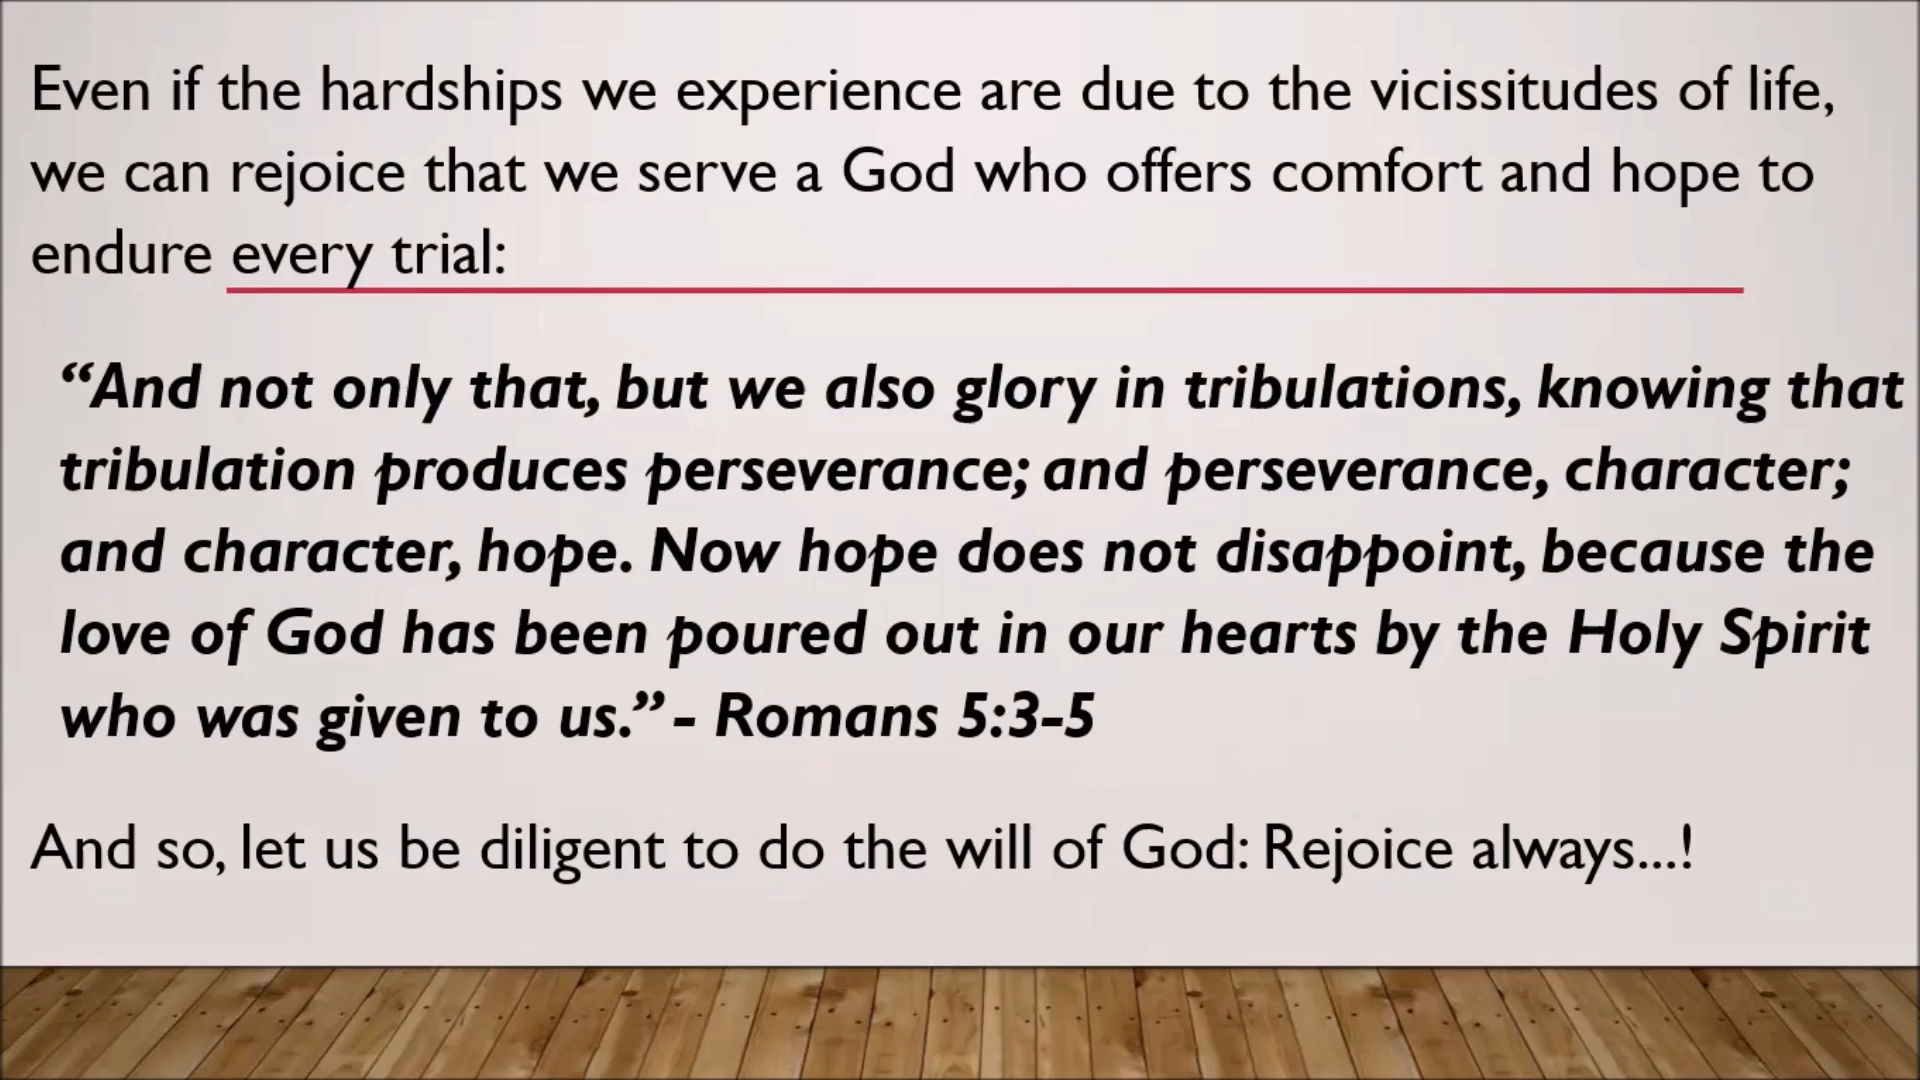 Even if the hardships we experience are due to the vicissitudes of life,
we can rejoice that we serve a God who offers comfort and hope to
endure every trial:
“And not only that, but we also glory in tribulations, knowing that
tribulation produces perseverance; and perseverance, character;
and character, hope. Now hope does not disappoint, because the
love of God has been poured out in our hearts by the Holy Spirit
who was given to us.” - Romans 5:3-5
And so, let us be diligent to do the will of God: Rejoice always...!